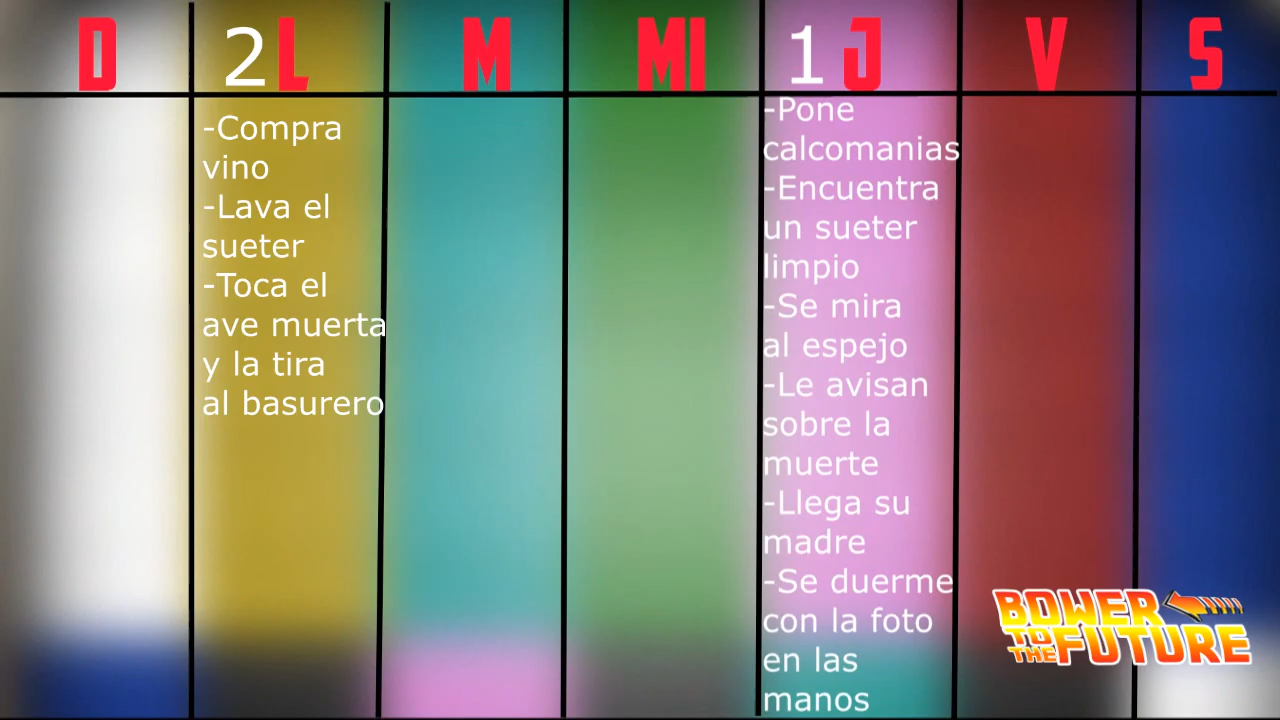 D 2 L M MI 1 J V S
-Compra
vino
-Lava el
sueter
-Toca el
ave muerta
y la tira
al basurero
-Pone
calcomanias
-Encuentra
un sueter
limpio
-Se mira
al espejo
-Le avisan
sobre la
muerte
-Llega su
madre
-Se duerme
con la foto
en las
manos
BOWER
TO THE FUTURE